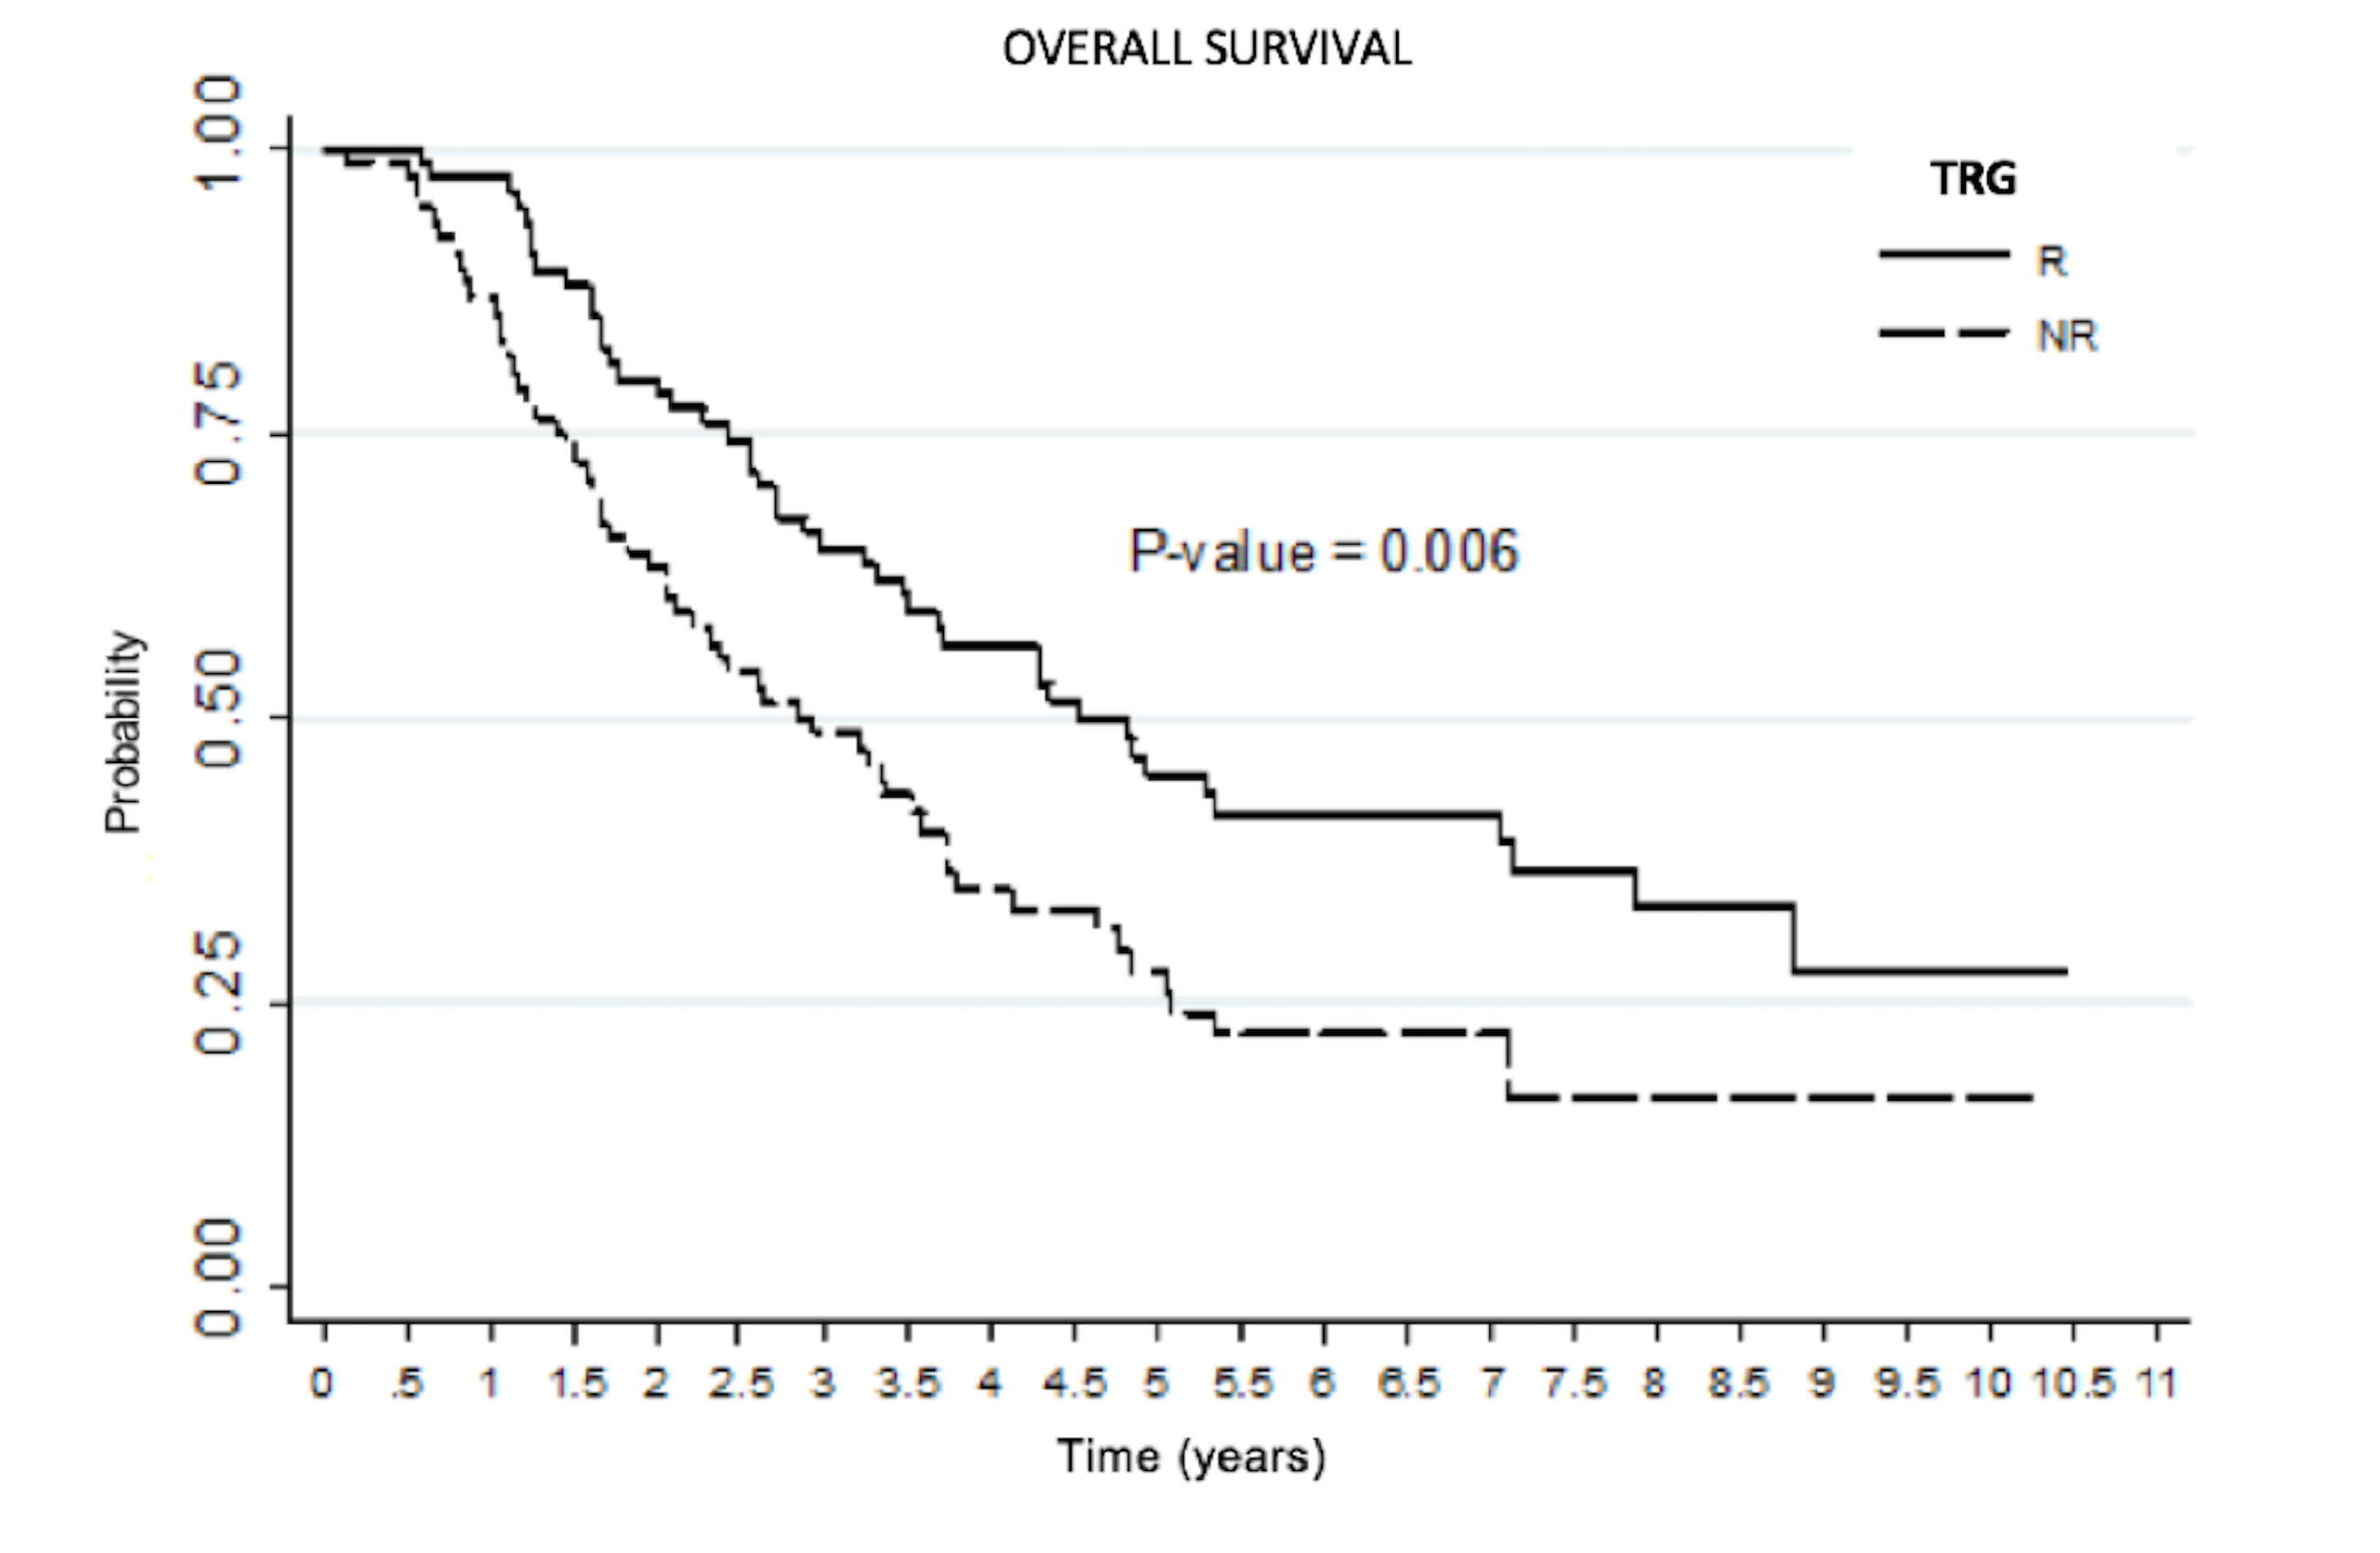 OVERALL SURVIVAL
TRG
R
NR
P-value = 0.006
Probability
1.00
0.75
0.50
0.25
0.00
0 .5 1 1.5 2 2.5 3 3.5 4 4.5 5 5.5 6 6.5 7 7.5 8 8.5 9 9.5 10 10.5 11
Time (years)